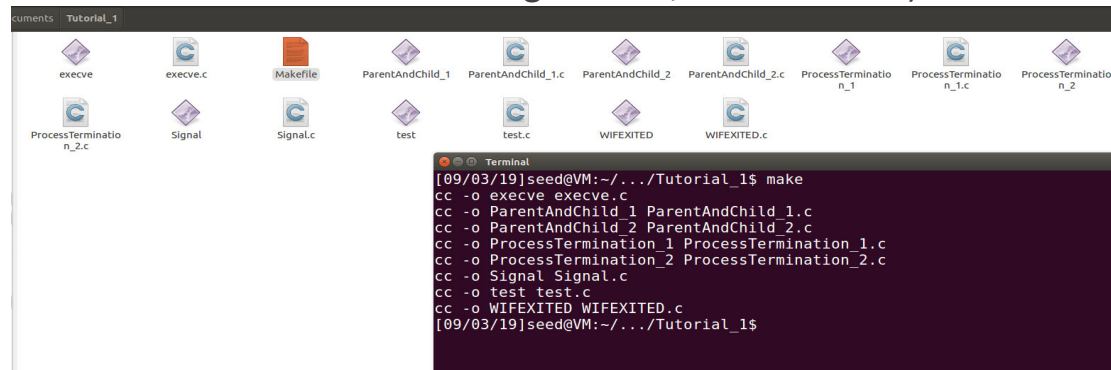 cuments Tutorial_1
execve execve.c Makefile ParentAndChild_1 ParentAndChild_1.c ParentAndChild_2 ParentAndChild_2.c ProcessTerminatio ProcessTerminatio ProcessTerminatio
n_1 n_1.c n_2
ProcessTerminatio Signal Signal.c test test.c WIFEXITED WIFEXITED.c
n_2.c
Terminal
[09/03/19]seed@VM:~/.../Tutorial_1$ make
cc -o execve execve.c
cc -o ParentAndChild_1 ParentAndChild_1.c
cc -o ParentAndChild_2 ParentAndChild_2.c
cc -o ProcessTermination_1 ProcessTermination_1.c
cc -o ProcessTermination_2 ProcessTermination_2.c
cc -o Signal Signal.c
cc -o test test.c
cc -o WIFEXITED WIFEXITED.c
[09/03/19]seed@VM:~/.../Tutorial_1$